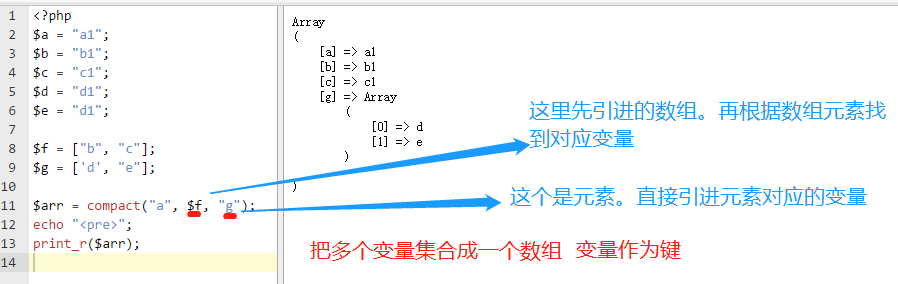 1 <?php
2 $a = "a1";
3 $b = "b1";
4 $c = "c1";
5 $d = "d1";
6 $e = "d1";
7
8 $f = ["b", "c"];
9 $g = ['d', "e"];
10
11 $arr = compact("a", $f, "g");
12 echo "<pre>";
13 print_r($arr);
14
Array
(
[a] => a1
[b] => b1
[c] => c1
[g] => Array
(
[0] => d
[1] => e
)
)
这里先引进的数组。再根据数组元素找
到对应变量
这个是元素。直接引进元素对应的变量
把多个变量集合成一个数组 变量作为键